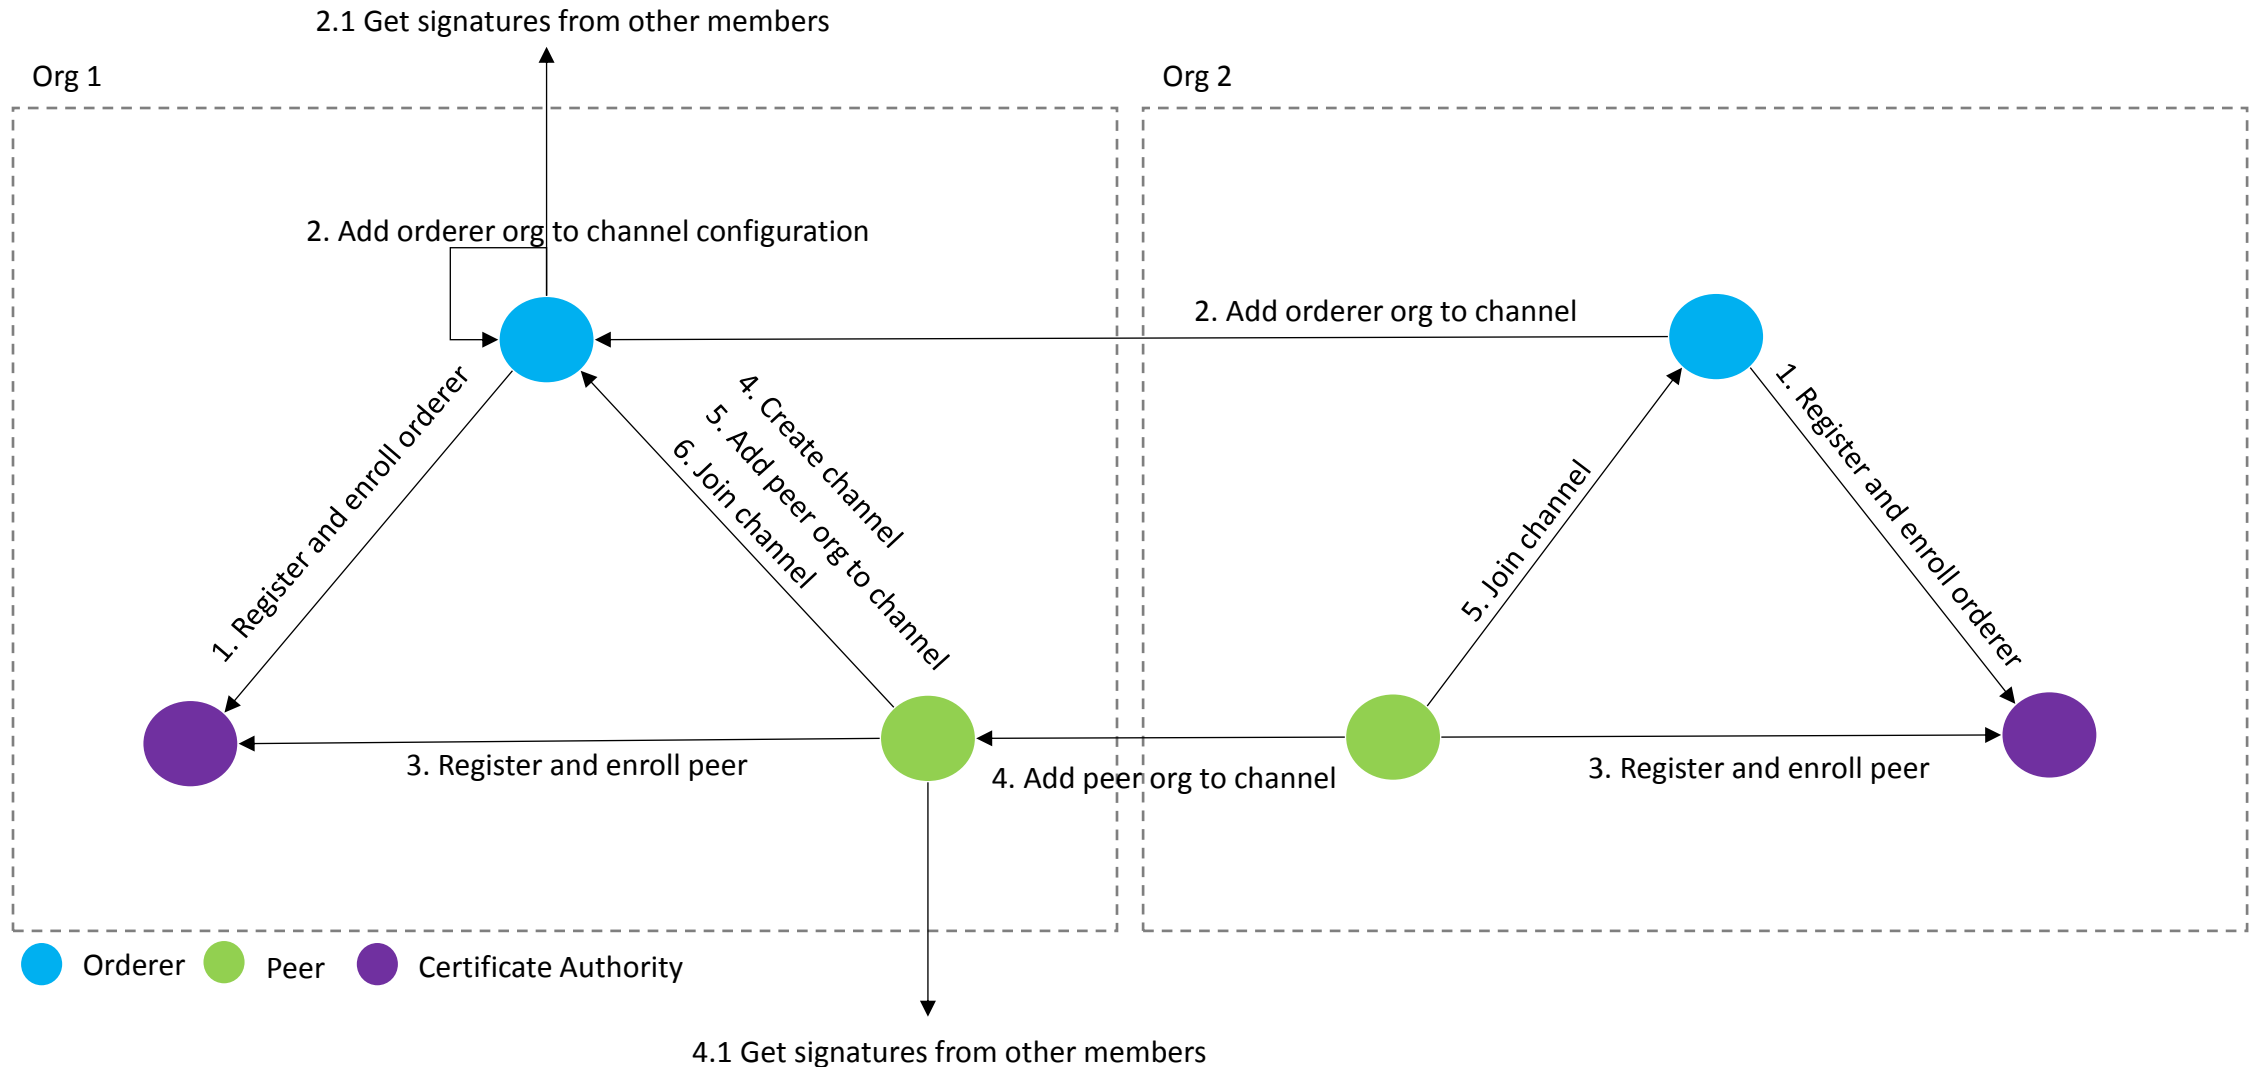 2.1 Get signatures from other members
Org 1
Org 2
2. Add orderer org to channel configuration
2. Add orderer org to channel
1. Register and enroll orderer
4. Create channel
5. Add peer org to channel
6. Join channel
5. Join channel
1. Register and enroll orderer
3. Register and enroll peer
4. Add peer org to channel
3. Register and enroll peer
Orderer
Peer
Certificate Authority
4.1 Get signatures from other members